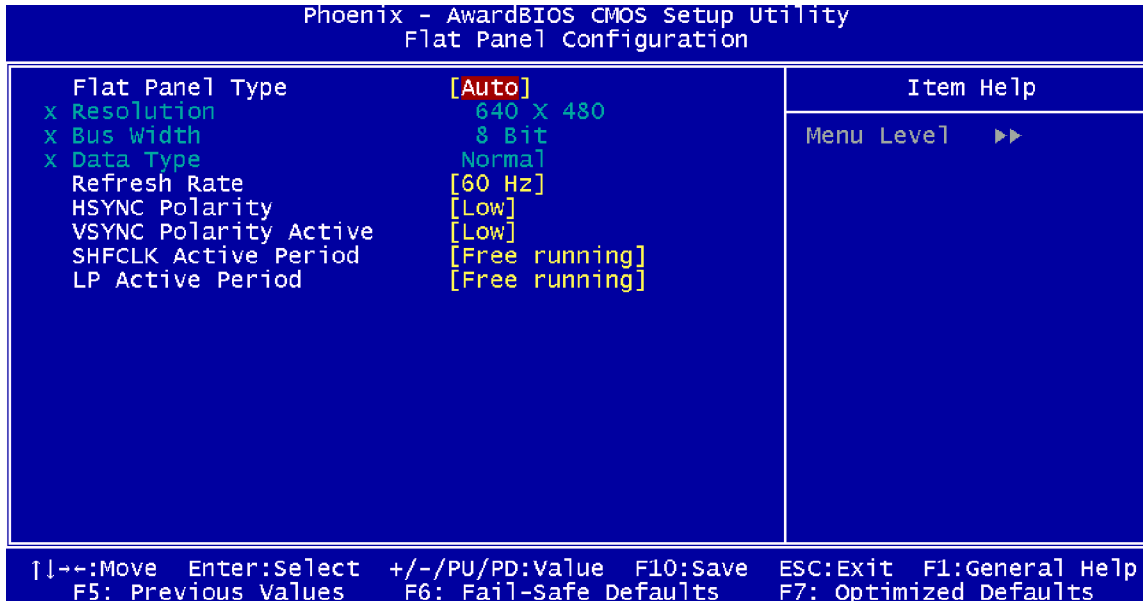 Phoenix - AwardBIOS CMOS Setup Utility
Flat Panel Configuration
Flat Panel Type [Auto]
x Resolution 640 X 480
x Bus Width 8 Bit
x Data Type Normal
Refresh Rate [60 Hz]
HSYNC Polarity [Low]
VSYNC Polarity Active [Low]
SHFCLK Active Period [Free running]
LP Active Period [Free running]
Item Help
Menu Level ▶▶
↑↓→←:Move Enter:Select +/-/PU/PD:Value F10:Save ESC:Exit F1:General Help
F5: Previous Values F6: Fail-Safe Defaults F7: Optimized Defaults